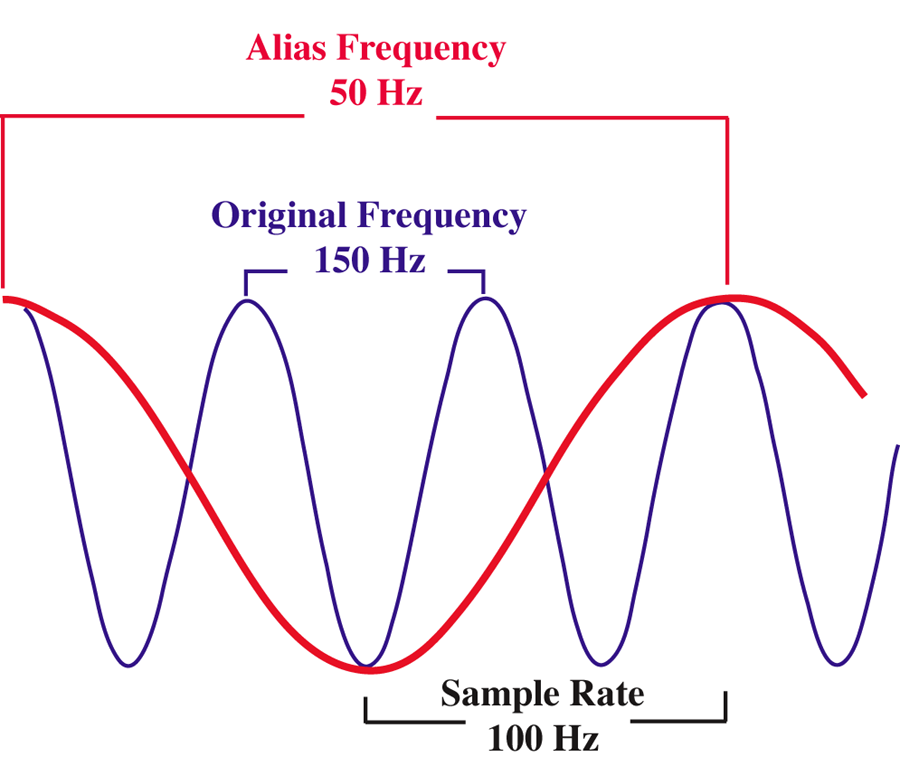 Alias Frequency
50 Hz
Original Frequency
150 Hz
Sample Rate
100 Hz